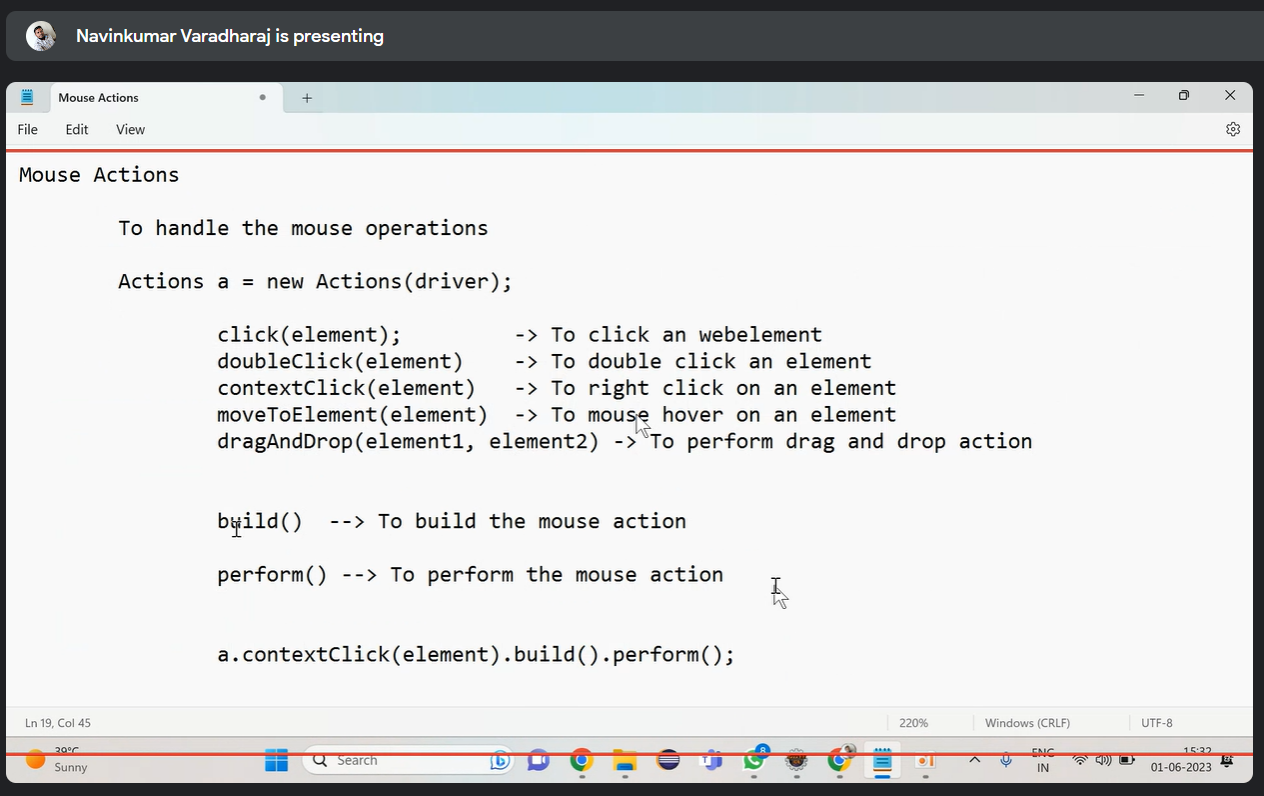 Navinkumar Varadharaj is presenting
Mouse Actions
File Edit View
Mouse Actions
To handle the mouse operations
Actions a = new Actions(driver);
click(element); -> To click an webelement
doubleClick(element) -> To double click an element
contextClick(element) -> To right click on an element
moveToElement(element) -> To mouse hover on an element
dragAndDrop(element1, element2) -> To perform drag and drop action
build() --> To build the mouse action
perform() --> To perform the mouse action
a.contextClick(element).build().perform();
Ln 19, Col 45 220% Windows (CRLF) UTF-8
39°C
Sunny
Search
8
ENG
IN
15:32
01-06-2023